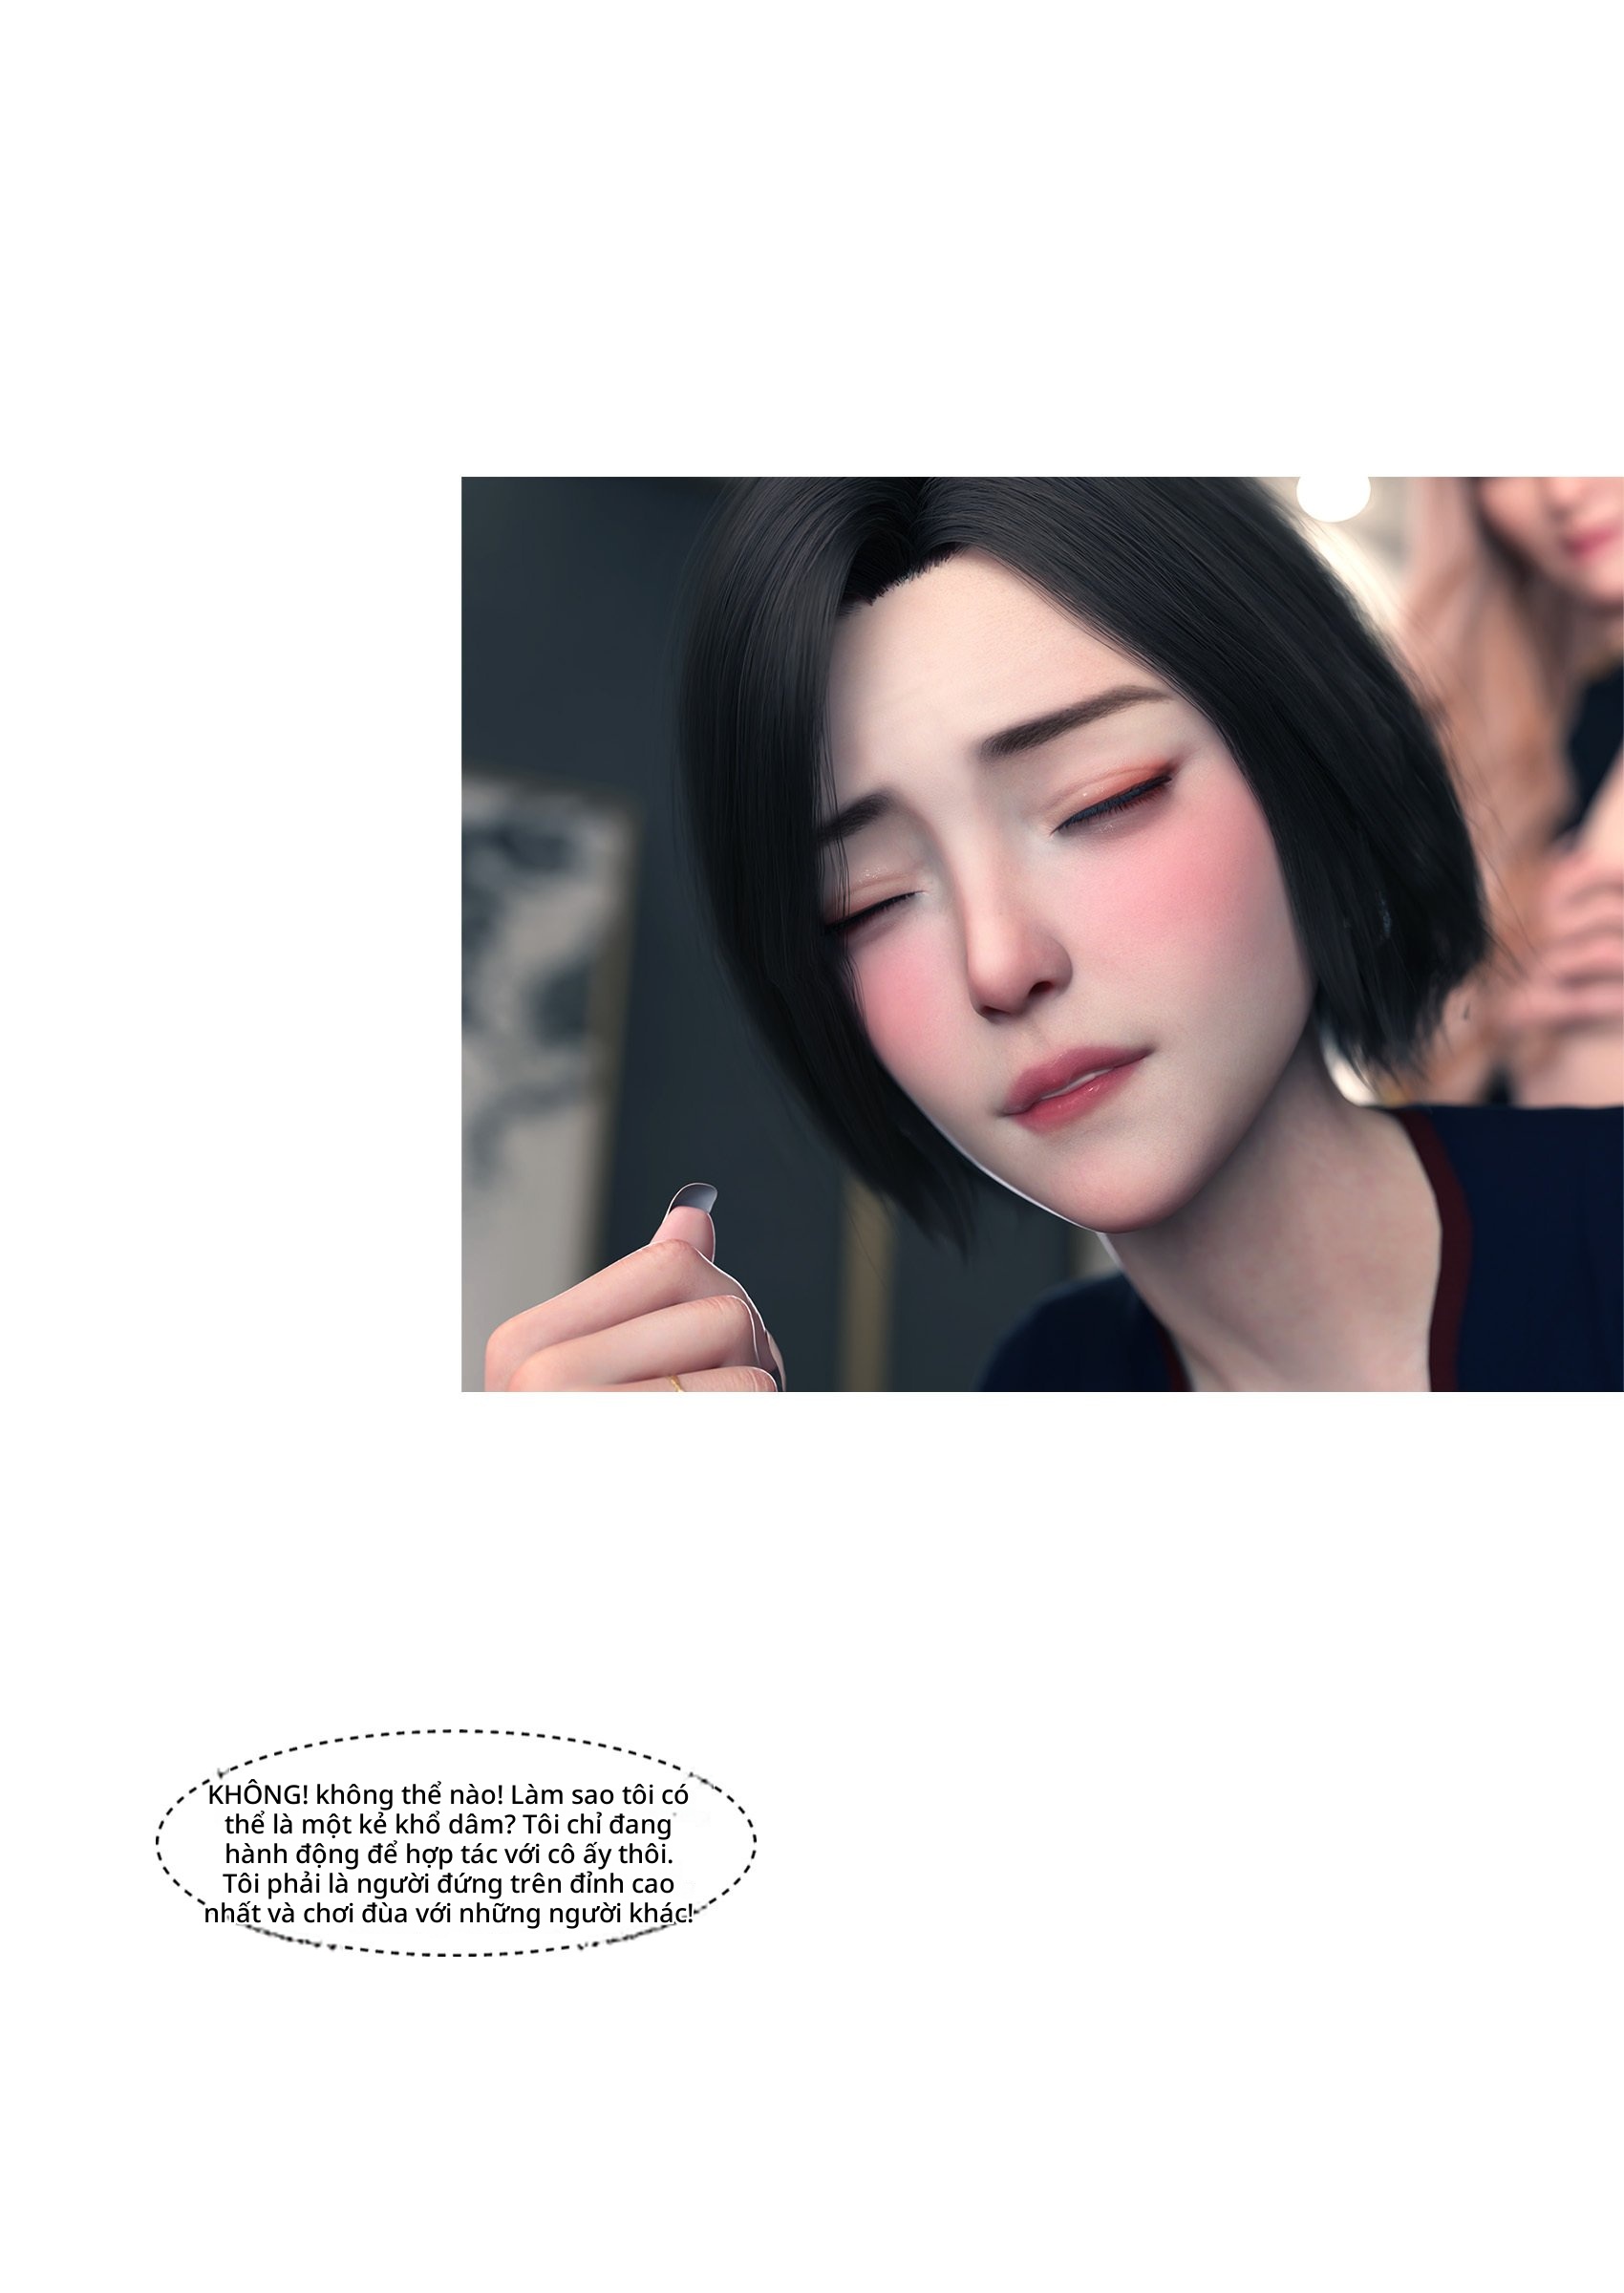 KHÔNG! không thể nào! Làm sao tôi có
thể là một kẻ khổ dâm? Tôi chỉ đang
hành động để hợp tác với cô ấy thôi.
Tôi phải là người đứng trên đỉnh cao
nhất và chơi đùa với những người khác!